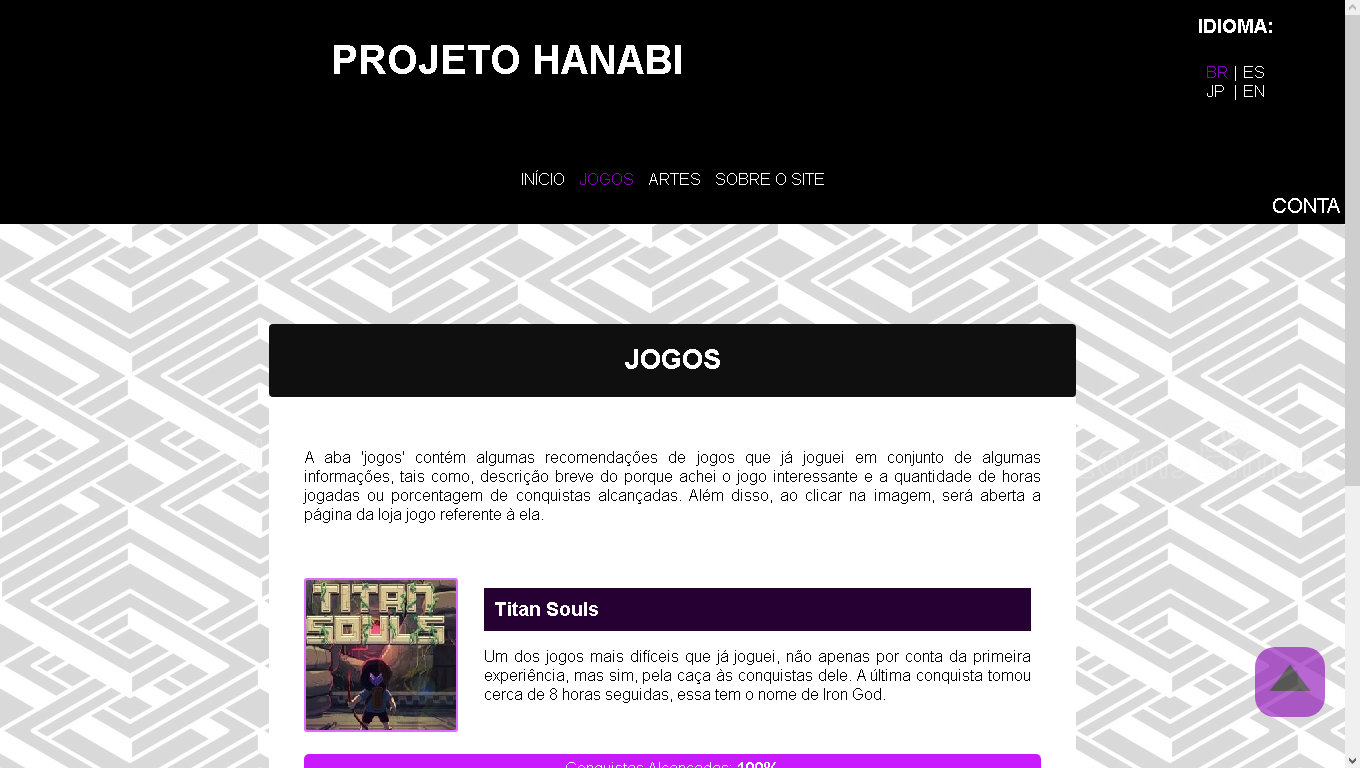 PROJETO HANABI
IDIOMA:
BR | ES
JP | EN
INÍCIO JOGOS ARTES SOBRE O SITE
CONTA
JOGOS
A aba 'jogos' contém algumas recomendações de jogos que já joguei em conjunto de algumas
informações, tais como, descrição breve do porque achei o jogo interessante e a quantidade de horas
jogadas ou porcentagem de conquistas alcançadas. Além disso, ao clicar na imagem, será aberta a
página da loja jogo referente à ela.
TITAN
SOULS
Titan Souls
Um dos jogos mais difíceis que já joguei, não apenas por conta da primeira
experiência, mas sim, pela caça às conquistas dele. A última conquista tomou
cerca de 8 horas seguidas, essa tem o nome de Iron God.
Conquistas Alcançadas: 100%